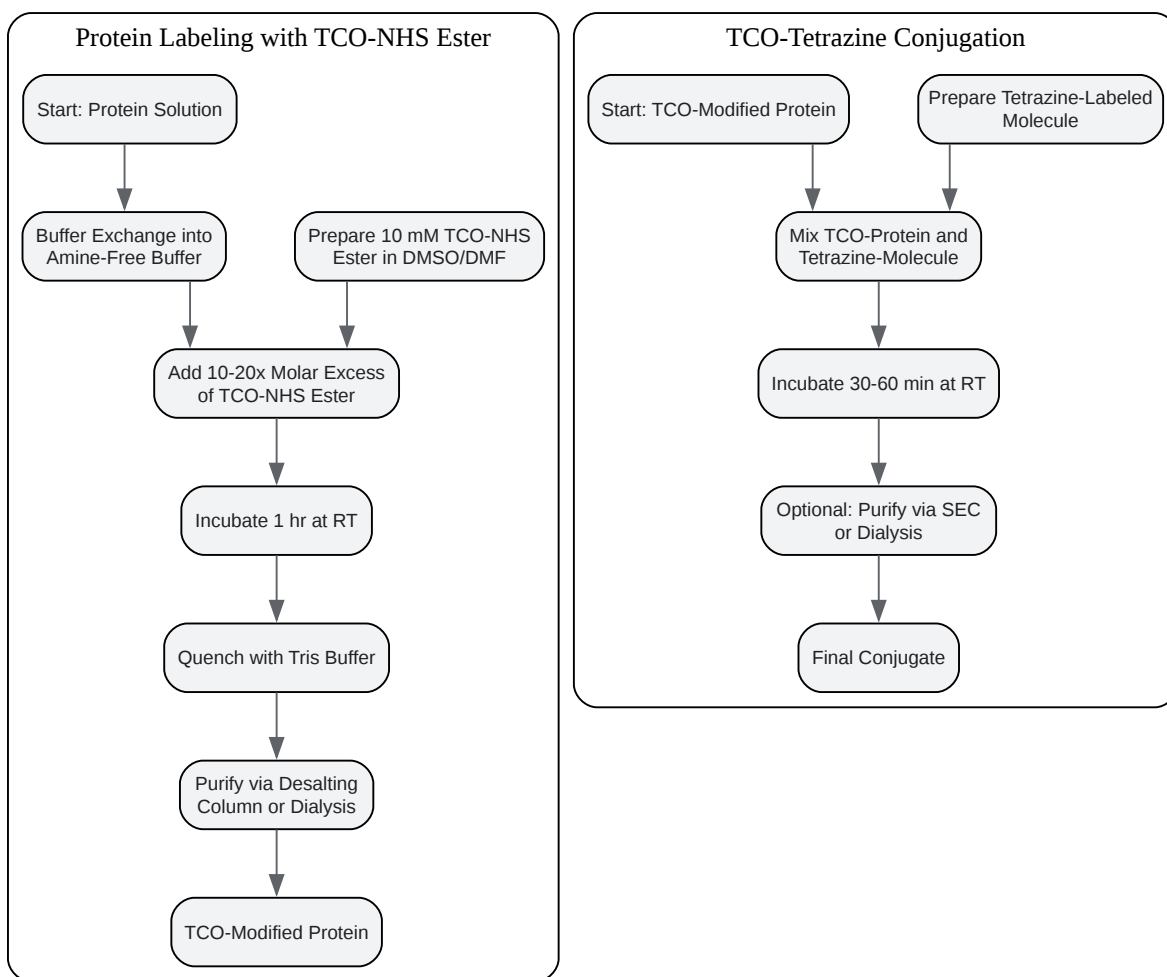 Protein Labeling with TCO-NHS Ester
Start: Protein Solution
Buffer Exchange into
Amine-Free Buffer
Prepare 10 mM TCO-NHS
Ester in DMSO/DMF
Add 10-20x Molar Excess
of TCO-NHS Ester
Incubate 1 hr at RT
Quench with Tris Buffer
Purify via Desalting
Column or Dialysis
TCO-Modified Protein
TCO-Tetrazine Conjugation
Start: TCO-Modified Protein
Prepare Tetrazine-Labeled
Molecule
Mix TCO-Protein and
Tetrazine-Molecule
Incubate 30-60 min at RT
Optional: Purify via SEC
or Dialysis
Final Conjugate